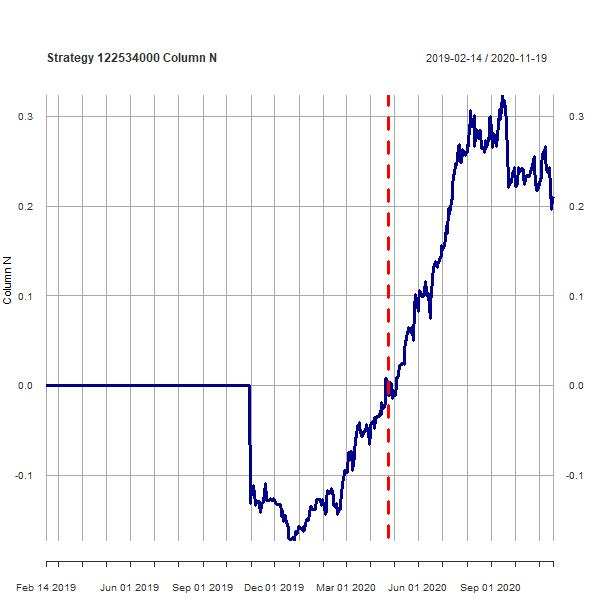 Strategy 122534000 Column N
2019-02-14 / 2020-11-19
0.3
0.3
0.2
0.2
Column N
0.1
0.1
0.0
0.0
-0.1
-0.1
Feb 14 2019
Jun 01 2019
Sep 01 2019
Dec 01 2019
Mar 01 2020
Jun 01 2020
Sep 01 2020